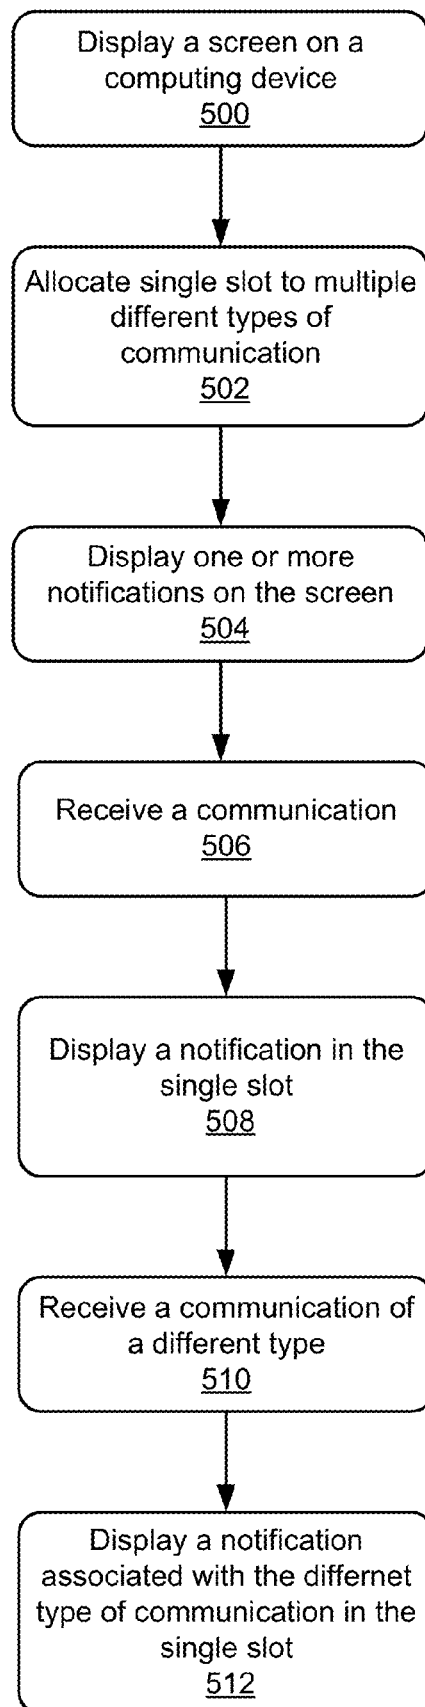 Display a screen on a
computing device
500
Allocate single slot to multiple
different types of
communication
502
Display one or more
notifications on the screen
504
Receive a communication
506
Display a notification in the
single slot
508
Receive a communication of
a different type
510
Display a notification
associated with the differnet
type of communication in the
single slot
512